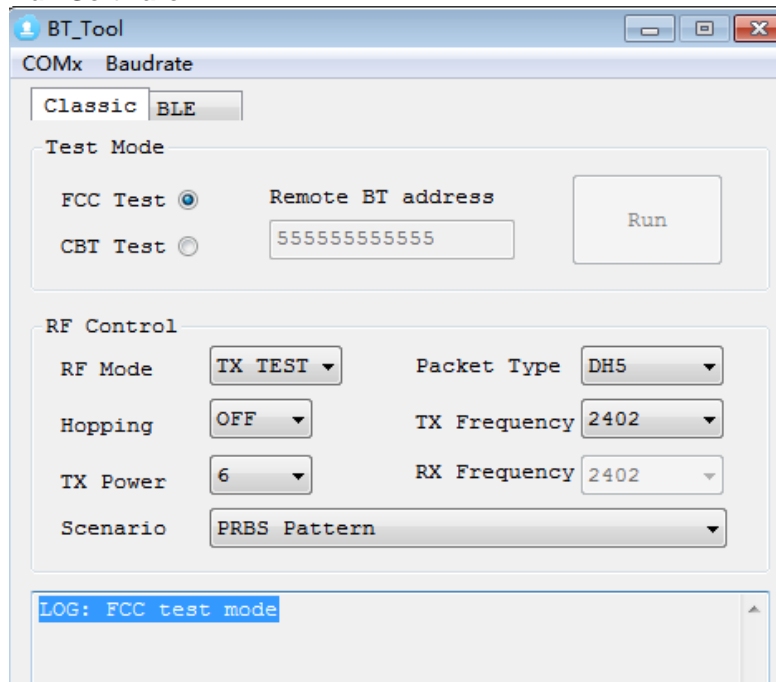 BT_Tool
COMx Baudrate
Classic BLE
Test Mode
FCC Test
Remote BT address
CBT Test
555555555555
Run
RF Control
RF Mode TX TEST Packet Type DH5
Hopping OFF TX Frequency 2402
TX Power 6 RX Frequency 2402
Scenario PRBS Pattern
LOG: FCC test mode